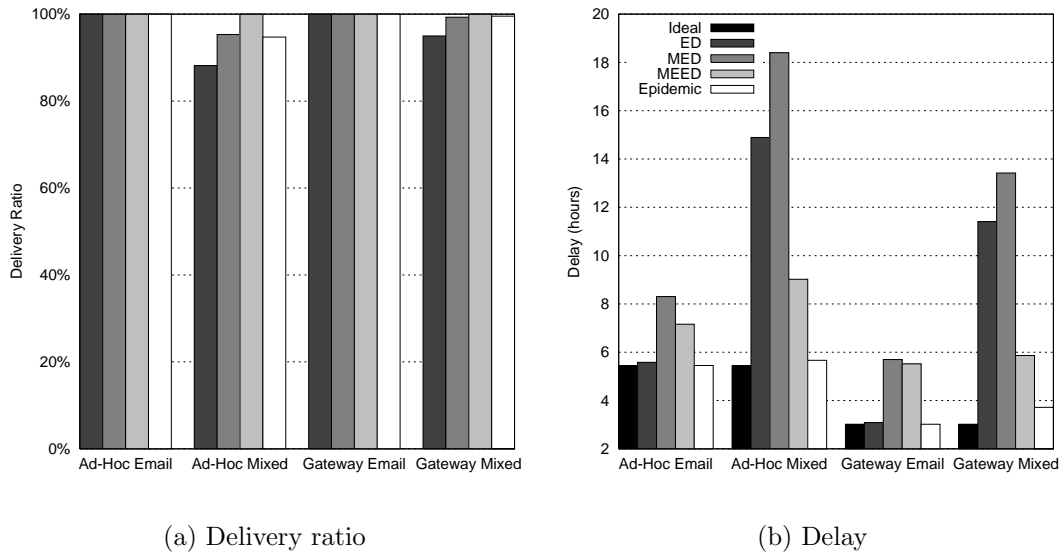 100%
80%
60%
40%
20%
0%
Delivery Ratio
Ad-Hoc Email Ad-Hoc Mixed Gateway Email Gateway Mixed
(a) Delivery ratio
20
18
16
14
12
10
8
6
4
2
Delay (hours)
Ideal
ED
MED
MEED
Epidemic
Ad-Hoc Email Ad-Hoc Mixed Gateway Email Gateway Mixed
(b) Delay